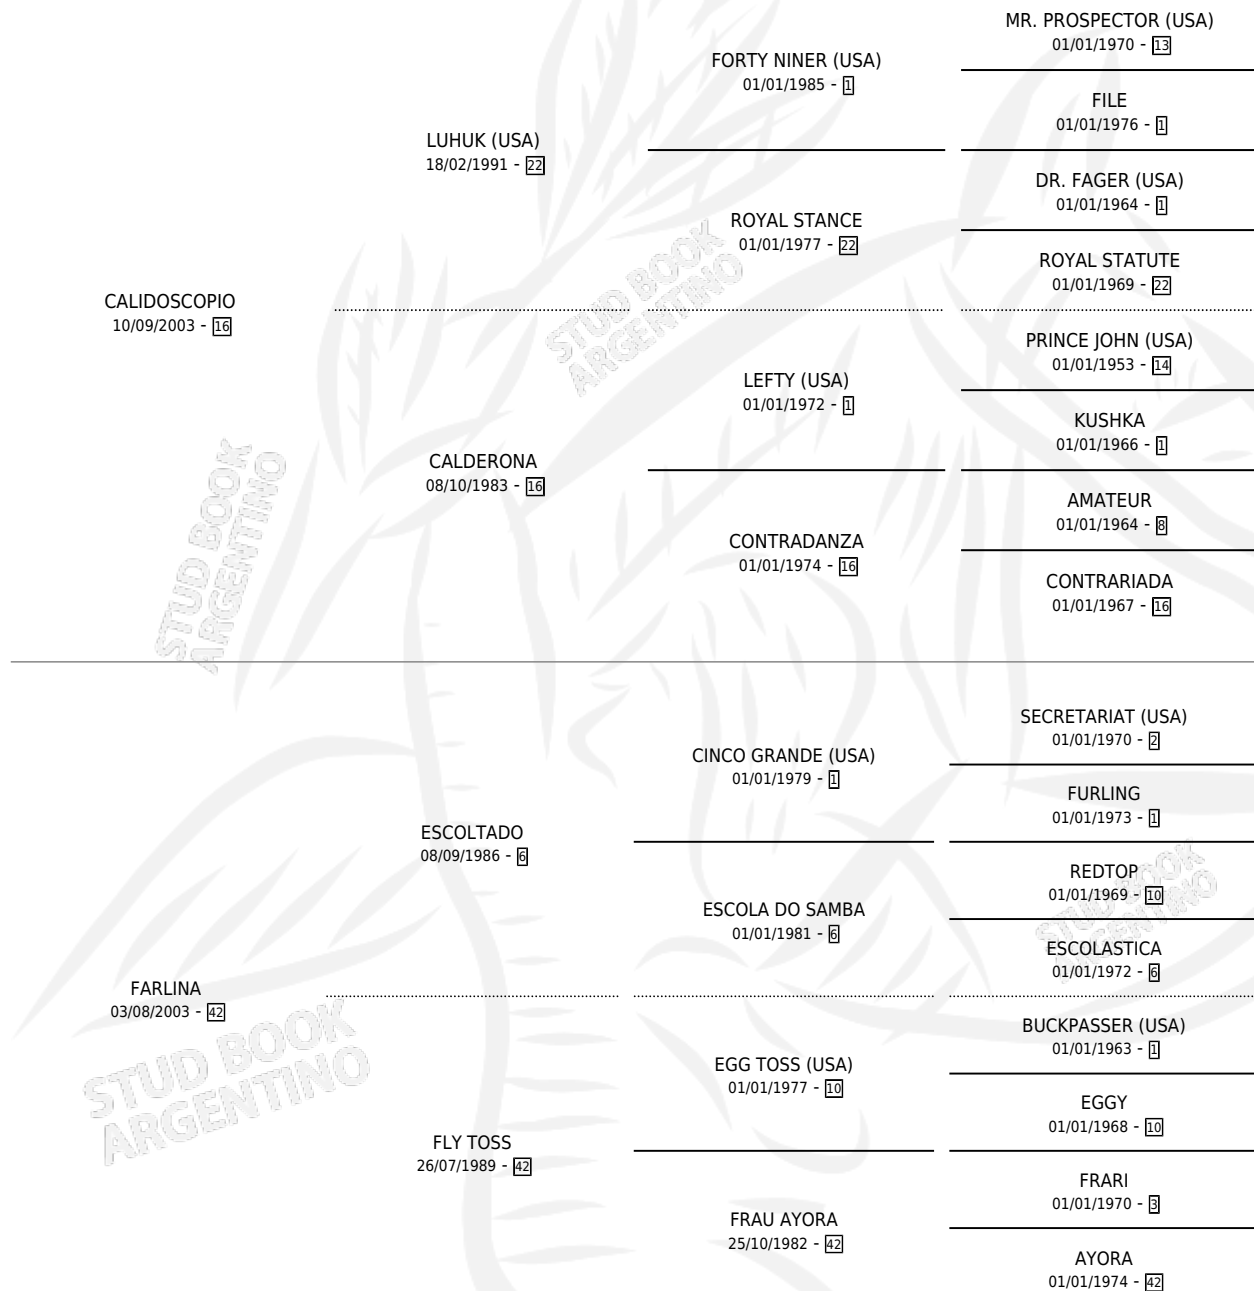 MR. PROSPECTOR (USA)
01/01/1970 - 13
FORTY NINER (USA)
01/01/1985 - 1
FILE
01/01/1976 - 1
LUHUK (USA)
18/02/1991 - 22
DR. FAGER (USA)
01/01/1964 - 1
ROYAL STANCE
01/01/1977 - 22
ROYAL STATUTE
01/01/1969 - 22
CALIDOSCOPIO
10/09/2003 - 16
STUD BOOK
ARGENTINO
PRINCE JOHN (USA)
01/01/1953 - 14
LEFTY (USA)
01/01/1972 - 1
KUSHKA
01/01/1966 - 1
CALDERONA
08/10/1983 - 16
AMATEUR
01/01/1964 - 8
CONTRADANZA
01/01/1974 - 16
CONTRARIADA
01/01/1967 - 16
STUD BOOK
ARGENTINO
SECRETARIAT (USA)
01/01/1970 - 2
CINCO GRANDE (USA)
01/01/1979 - 1
FURLING
01/01/1973 - 1
ESCOLTADO
08/09/1986 - 6
REDTOP
01/01/1969 - 10
ESCOLA DO SAMBA
01/01/1981 - 6
STUD BOOK
ARGENTINO
ESCOLASTICA
01/01/1972 - 6
FARLINA
03/08/2003 - 42
STUD BOOK
ARGENTINO
BUCKPASSER (USA)
01/01/1963 - 1
EGG TOSS (USA)
01/01/1977 - 10
EGGY
01/01/1968 - 10
FLY TOSS
26/07/1989 - 42
FRARI
01/01/1970 - 3
FRAU AYORA
25/10/1982 - 42
AYORA
01/01/1974 - 42